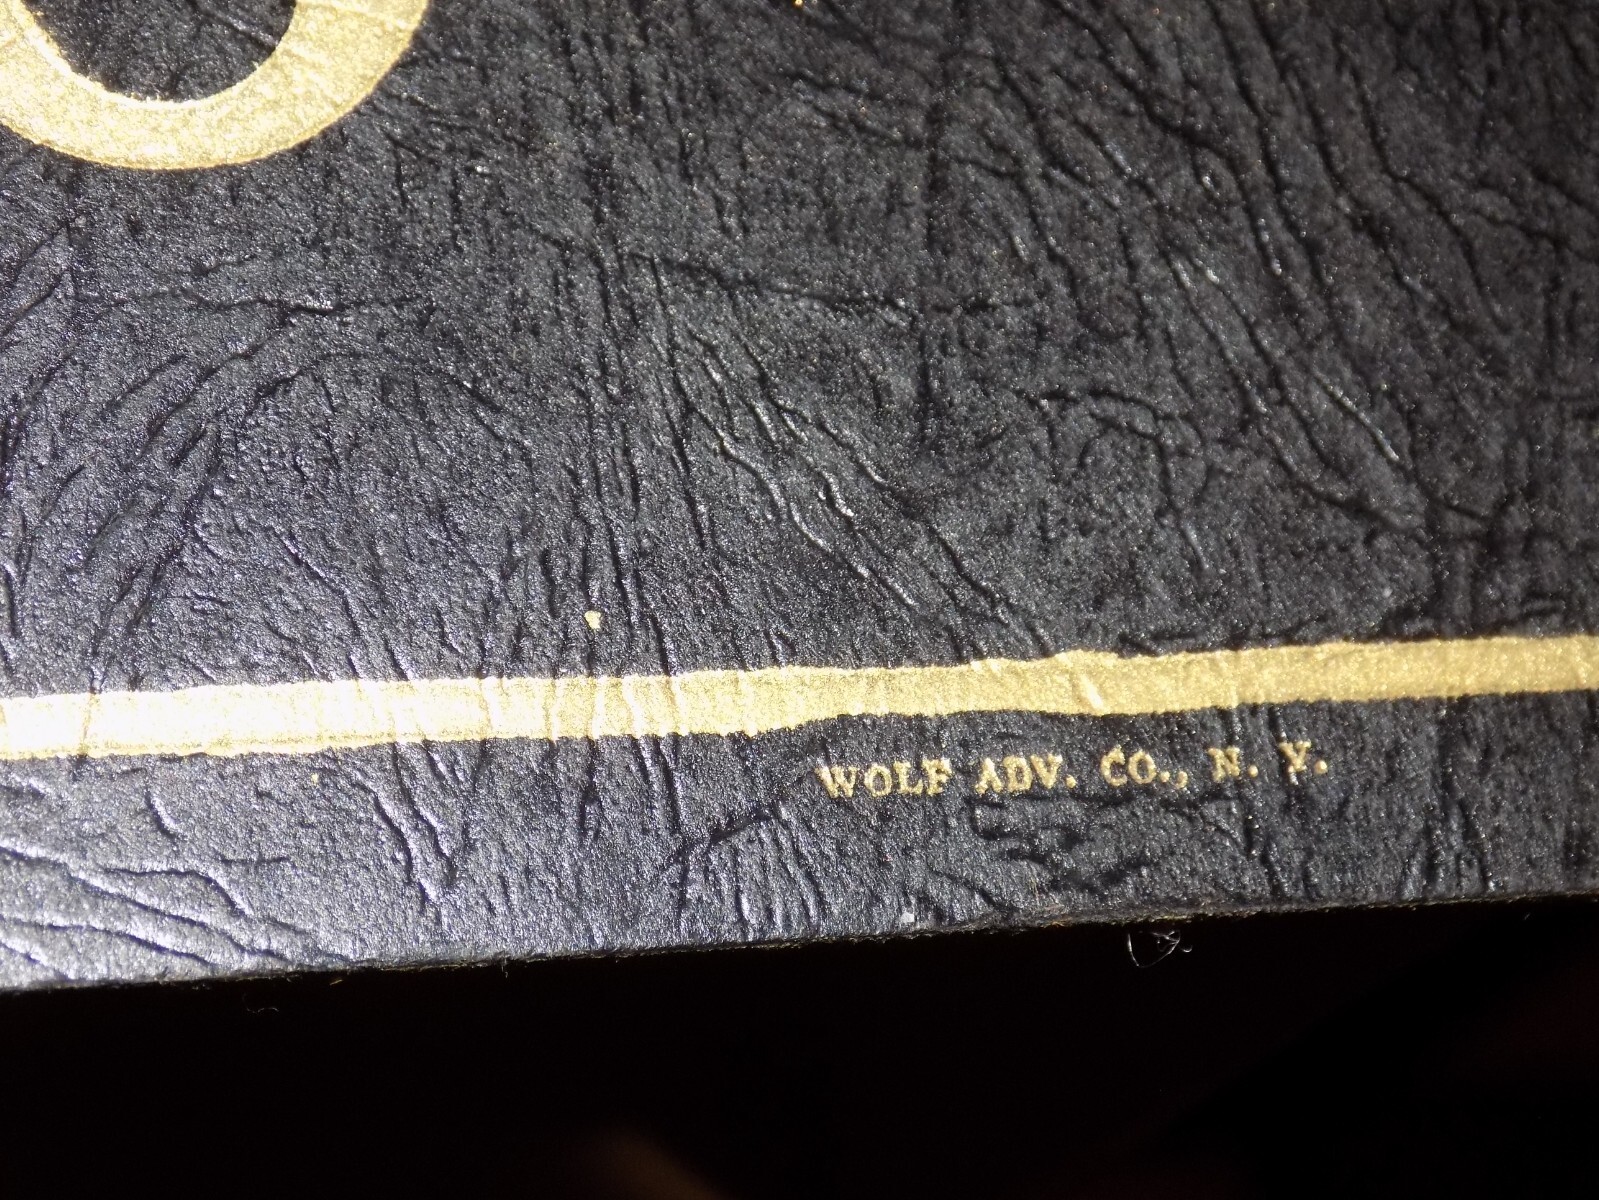 WOLF ADV. CO., N. Y.